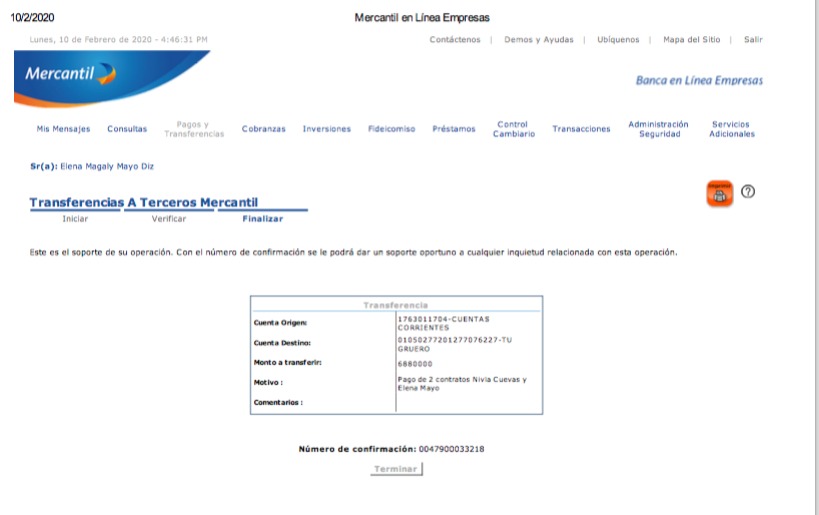 10/2/2020
Mercantil en Línea Empresas
Lunes, 10 de Febrero de 2020 - 4:46:31 PM
Contáctenos | Demos y Ayudas | Ubíquenos | Mapa del Sitio | Salir
Mercantil
Banca en Línea Empresas
Mis Mensajes Consultas Pagos y Transferencias Cobranzas Inversiones Fideicomiso Préstamos Control Cambiario Transacciones Administración Seguridad Servicios Adicionales
Sr(a): Elena Magaly Mayo Diz
Transferencias A Terceros Mercantil
Iniciar Verificar Finalizar
Este es el soporte de su operación. Con el número de confirmación se le podrá dar un soporte oportuno a cualquier inquietud relacionada con esta operación.
Transferencia
Cuenta Origen: 1763011704-CUENTAS
CORRIENTES
Cuenta Destino: 01050277201277076227-TU
GRUERO
Monto a transferir: 6880000
Motivo : Pago de 2 contratos Nivia Cuevas y
Elena Mayo
Comentarios :
Número de confirmación: 0047900033218
Terminar